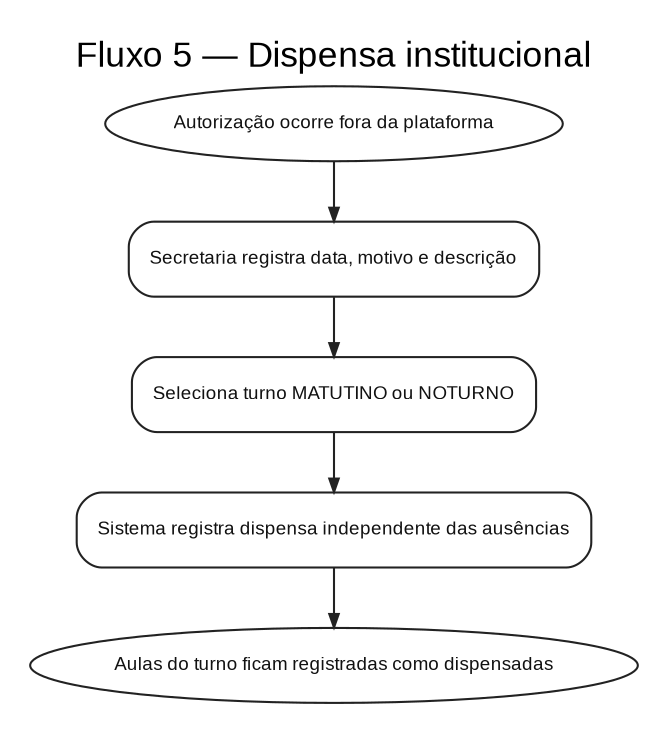 Fluxo 5 — Dispensa institucional
Autorização ocorre fora da plataforma
Secretaria registra data, motivo e descrição
Seleciona turno MATUTINO ou NOTURNO
Sistema registra dispensa independente das ausências
Aulas do turno ficam registradas como dispensadas